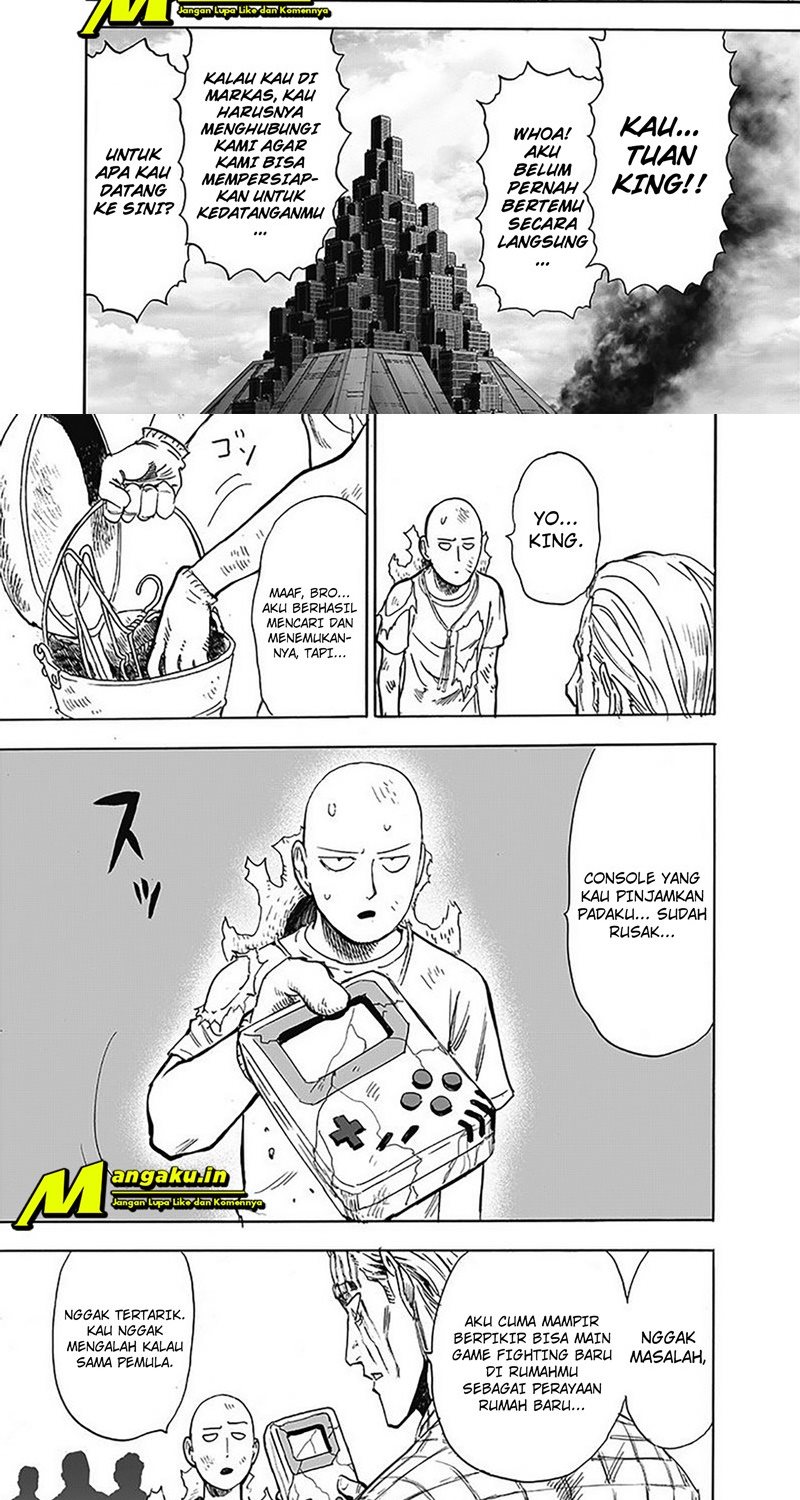 Jangan Lupa Like dan Komennya
KAU...
TUAN
KING!!
WHOA!
AKU
BELUM
PERNAH
BERTEMU
SECARA
LANGSUNG
...
KALAU KAU DI
MARKAS, KAU
HARUSNYA
MENGHUBUNGI
KAMI AGAR
KAMI BISA
MEMPERSIAP-
KAN UNTUK
KEDATANGANMU
...
UNTUK
APA KAU
DATANG
KE SINI?
YO...
KING.
ゴソ
MAAF, BRO...
AKU BERHASIL
MENCARI DAN
MENEMUKAN-
NYA, TAPI...
CONSOLE YANG
KAU PINJAMKAN
PADAKU... SUDAH
RUSAK...
スッ
Mangaku.in
Jangan Lupa Like dan Komennya
NGGAK
MASALAH,
AKU CUMA MAMPIR
BERPIKIR BISA MAIN
GAME FIGHTING BARU
DI RUMAHMU
SEBAGAI PERAYAAN
RUMAH BARU...
NGGAK TERTARIK.
KAU NGGAK
MENGALAH KALAU
SAMA PEMULA.